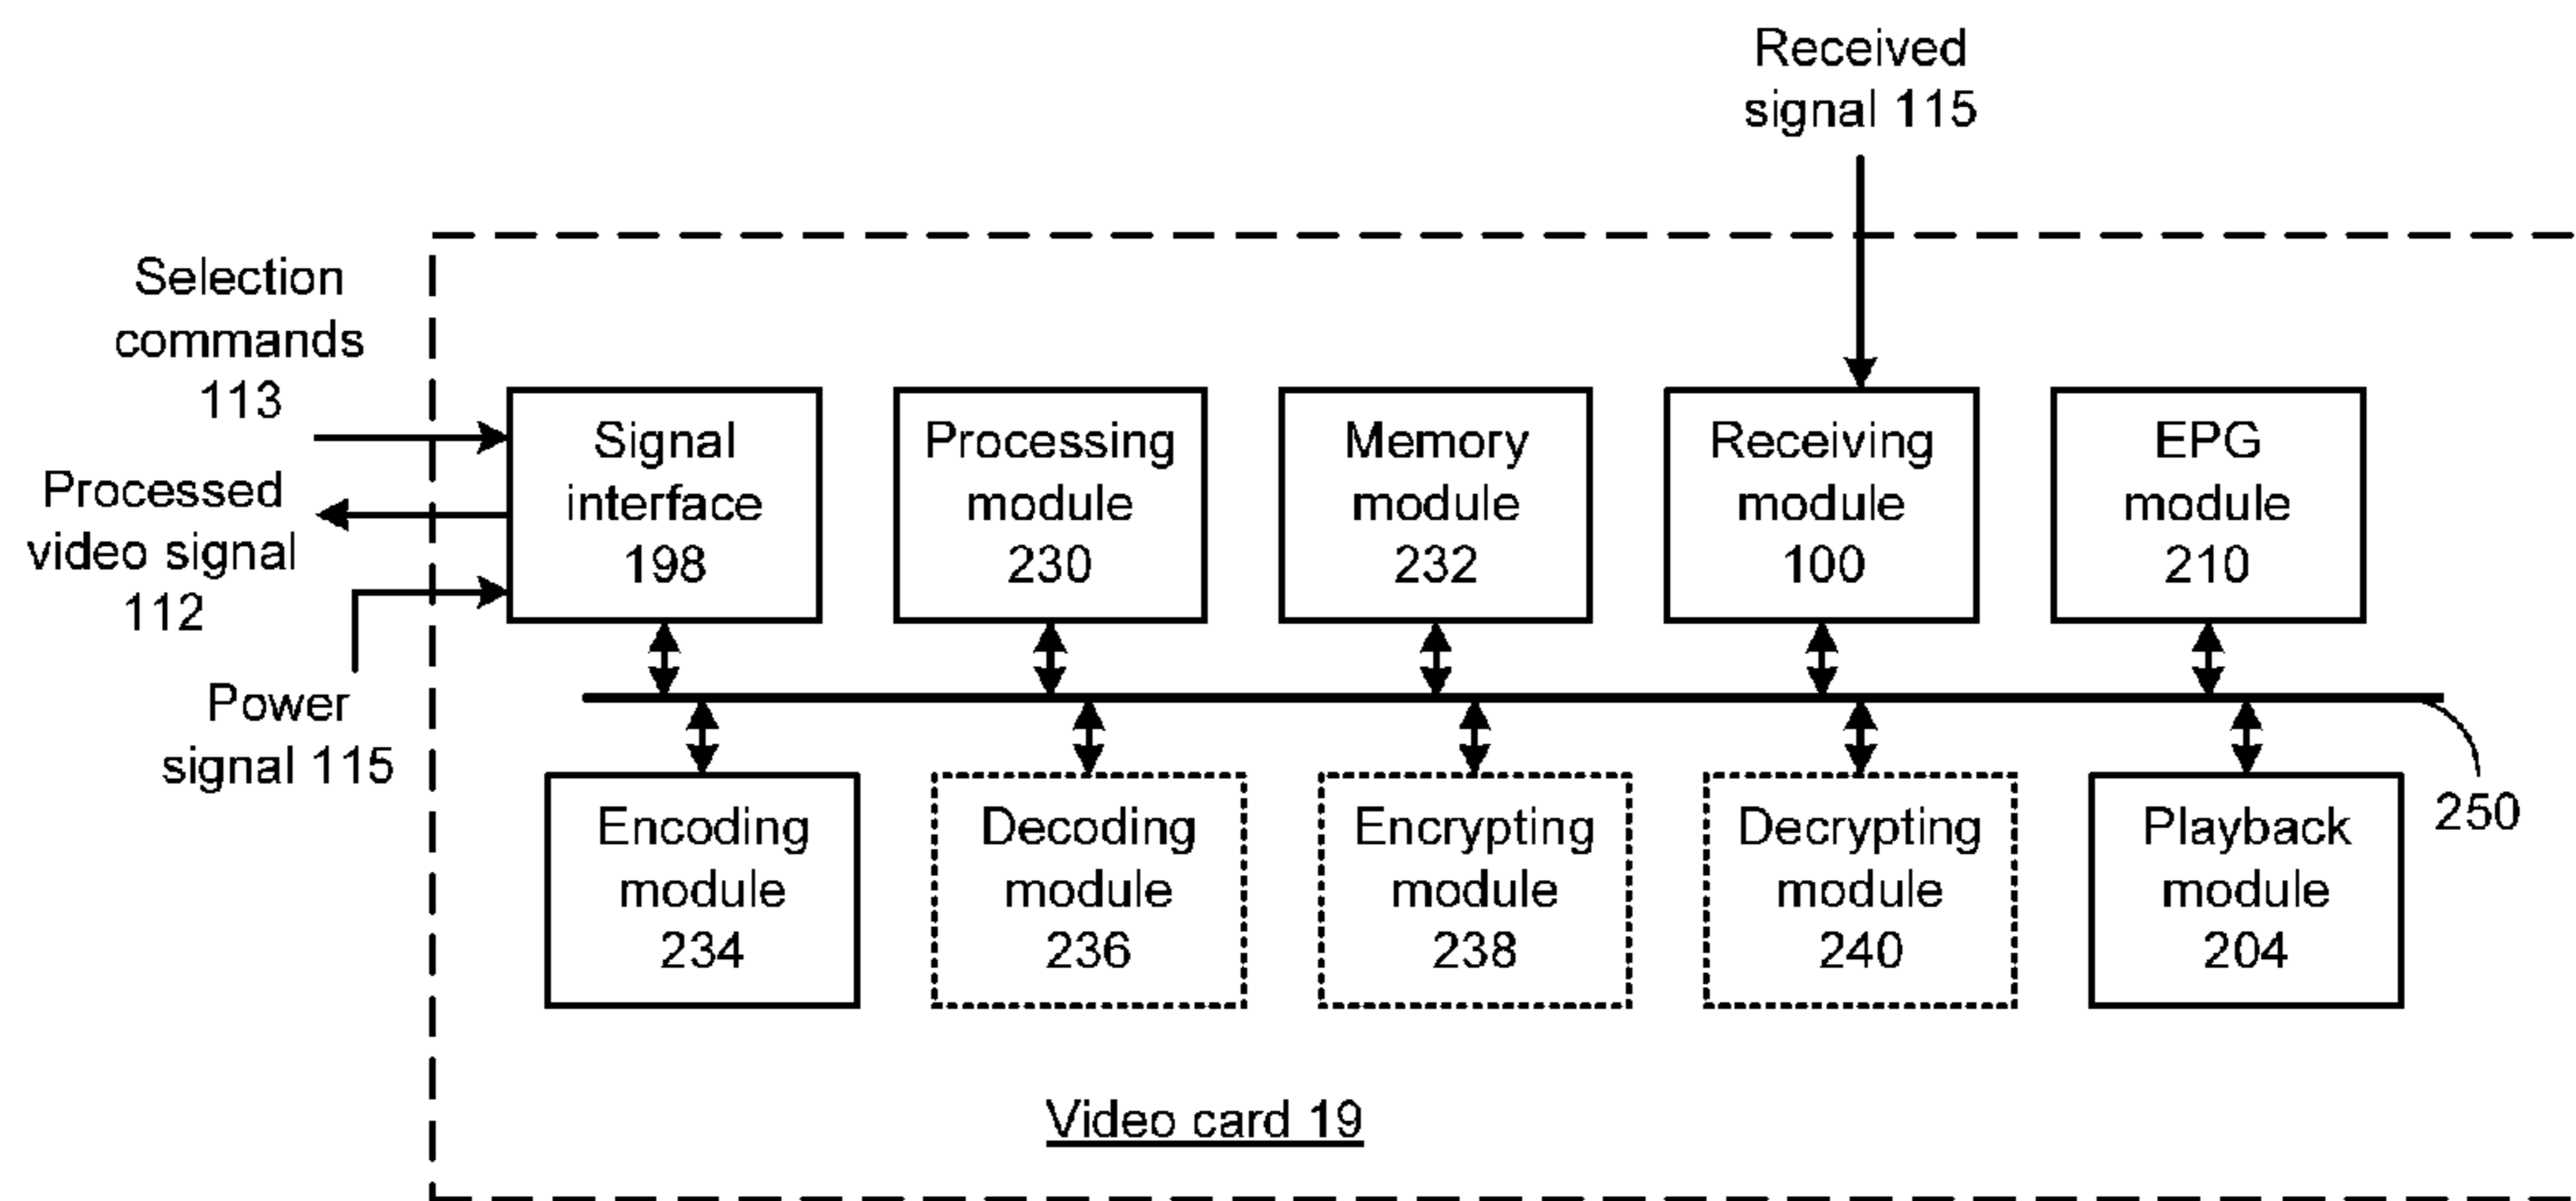 Received
signal 115
Selection
commands
113
Processed
video signal
112
Power
signal 115
Signal
interface
198
Processing
module
230
Memory
module
232
Receiving
module
100
EPG
module
210
Encoding
module
234
Decoding
module
236
Encrypting
module
238
Decrypting
module
240
Playback
module
204
250
Video card 19